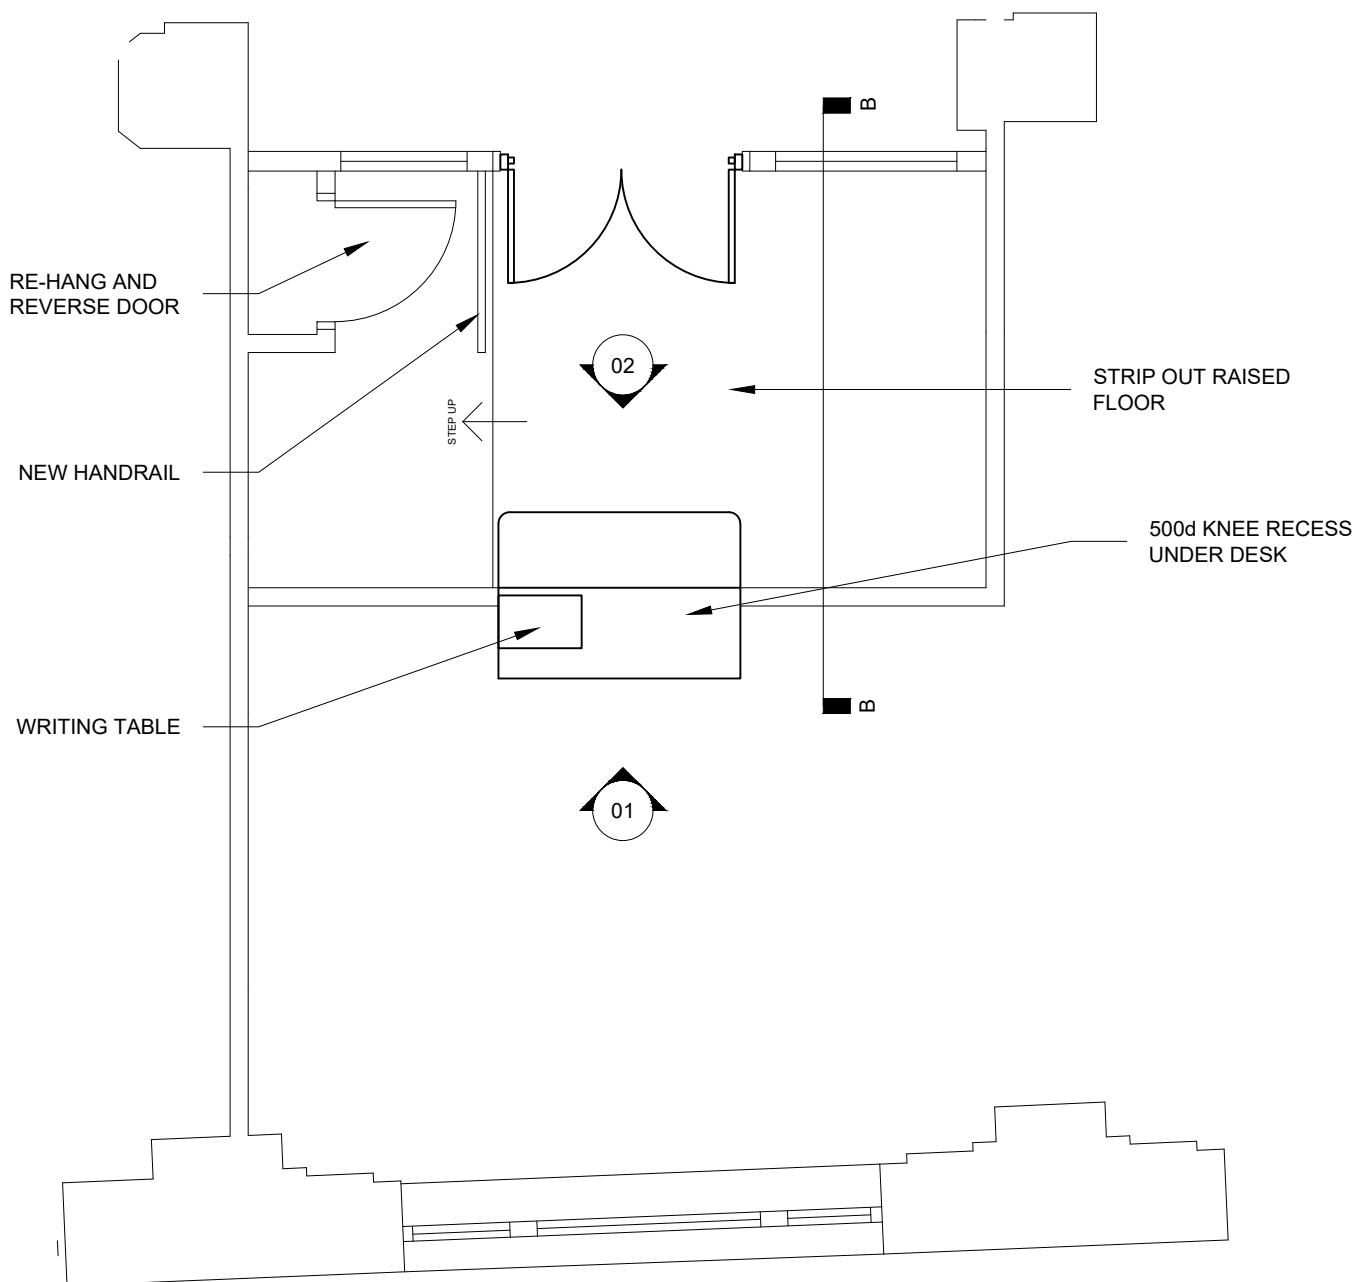 B
RE-HANG AND
REVERSE DOOR
02
STRIP OUT RAISED
FLOOR
STEP UP
NEW HANDRAIL
500d KNEE RECESS
UNDER DESK
B
WRITING TABLE
01